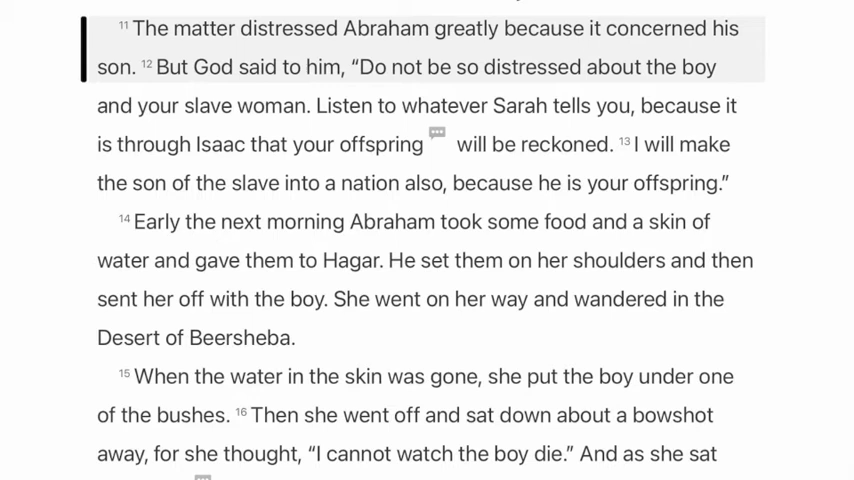 11 The matter distressed Abraham greatly because it concerned his
son. 12 But God said to him, “Do not be so distressed about the boy
and your slave woman. Listen to whatever Sarah tells you, because it
is through Isaac that your offspring will be reckoned. 13 I will make
the son of the slave into a nation also, because he is your offspring.”
14 Early the next morning Abraham took some food and a skin of
water and gave them to Hagar. He set them on her shoulders and then
sent her off with the boy. She went on her way and wandered in the
Desert of Beersheba.
15 When the water in the skin was gone, she put the boy under one
of the bushes. 16 Then she went off and sat down about a bowshot
away, for she thought, “I cannot watch the boy die.” And as she sat